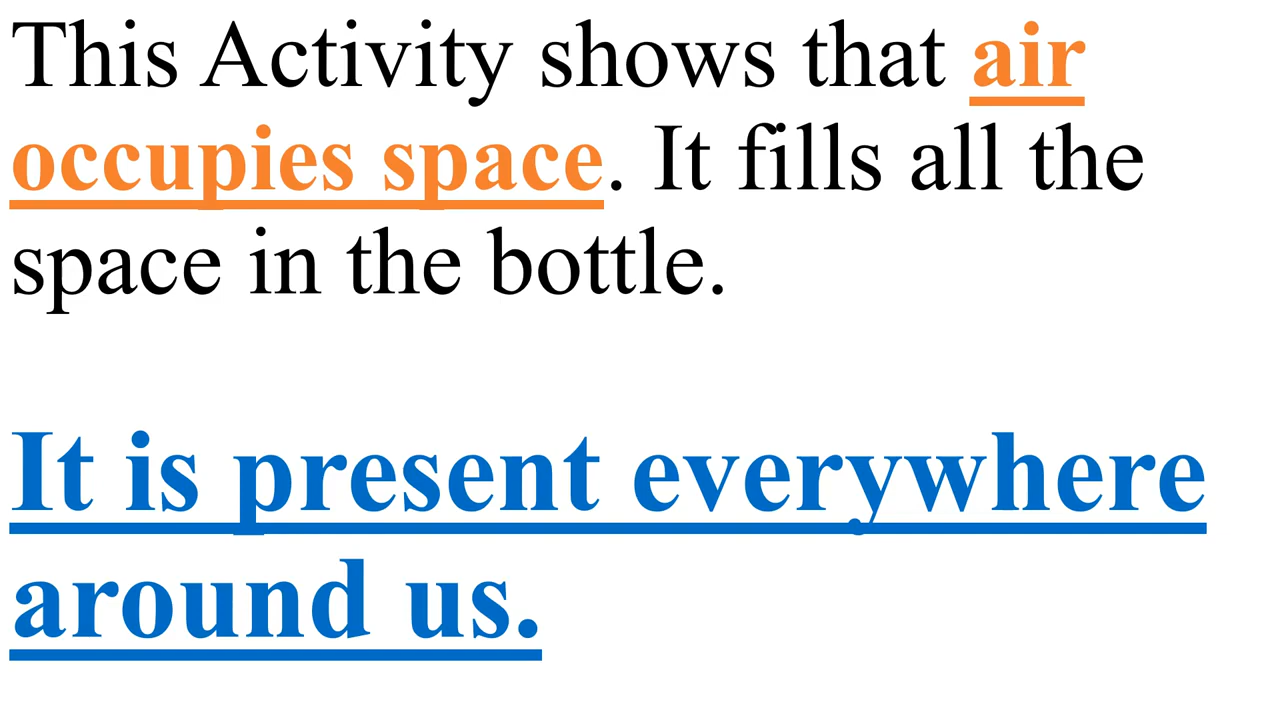 This Activity shows that air
occupies space. It fills all the
space in the bottle.
It is present everywhere
around us.